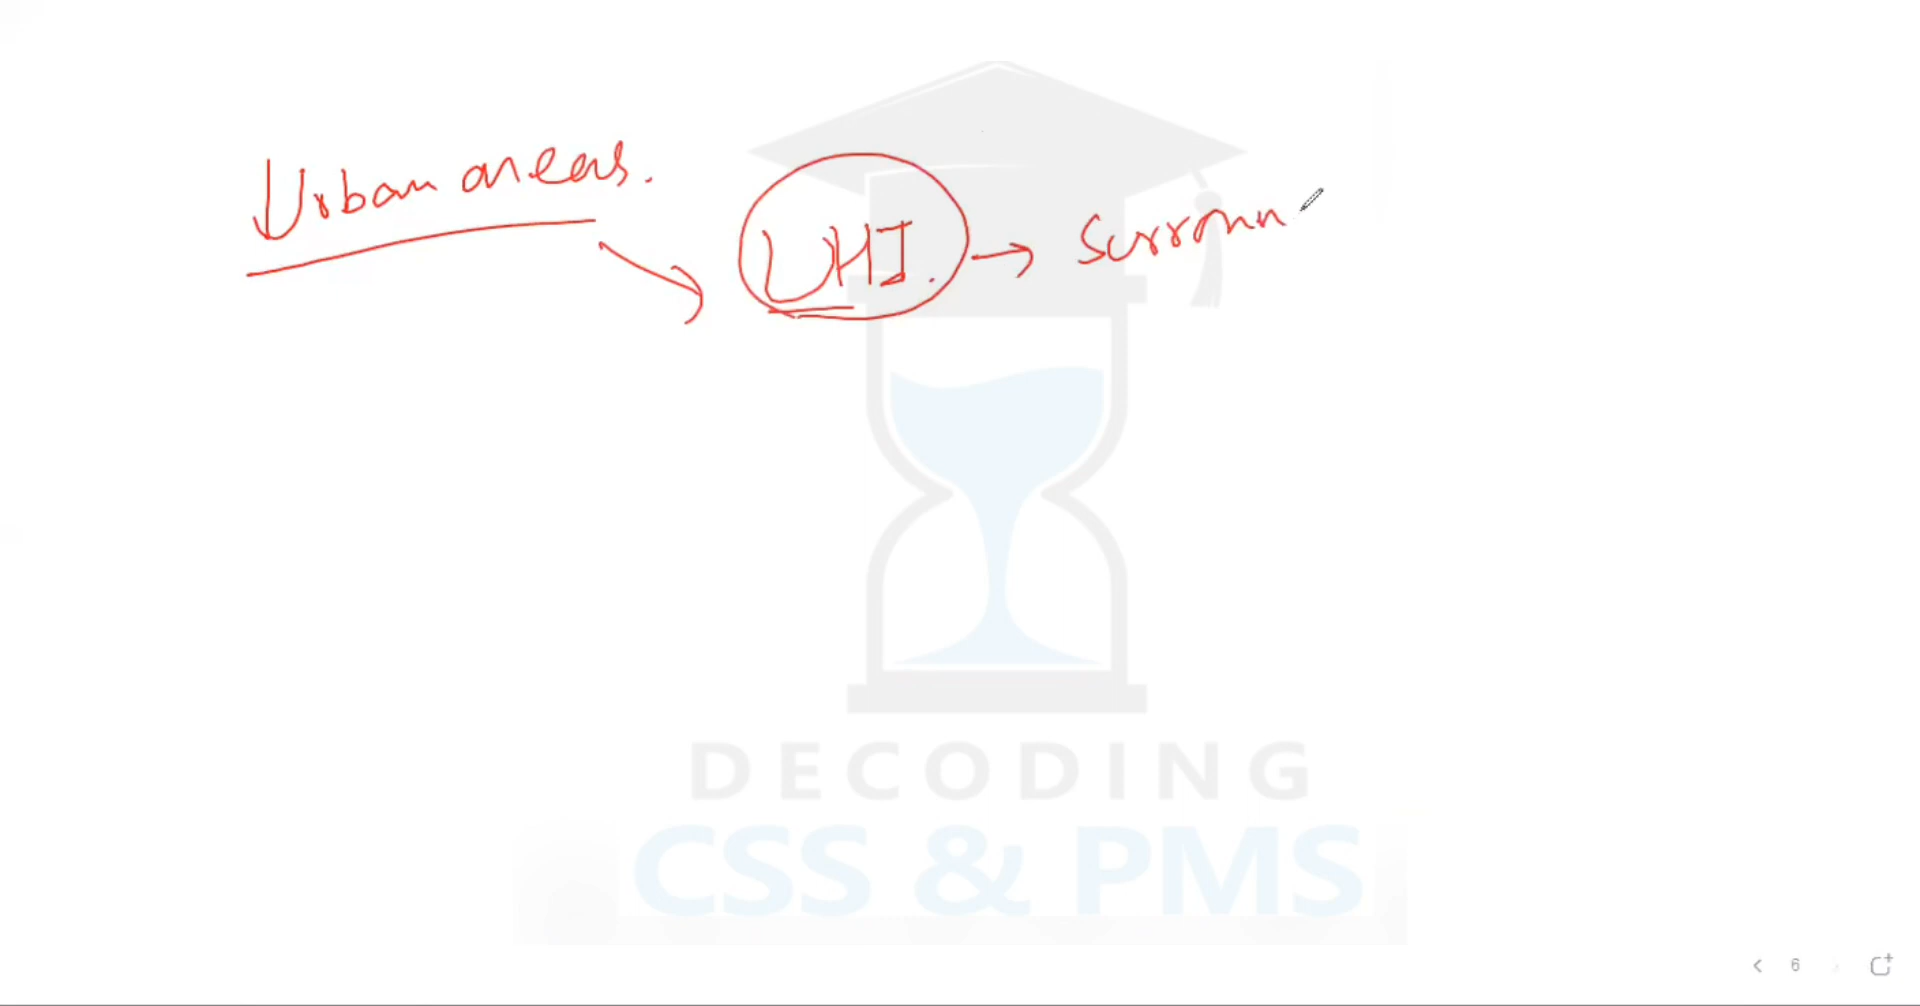 Urban areas.
UHI. → Surroun
DECODING
CSS & PMS
6